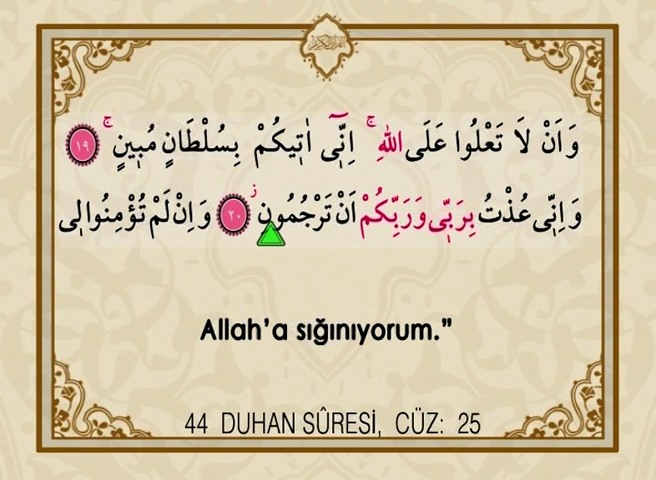 وَاَنْ لَا تَعْلُوا عَلَى اللّٰهِ ۚ اِنّ۪ٓي اٰت۪يكُمْ بِسُلْطَانٍ مُب۪ينٍ ۚ ﴿١٩﴾
وَاِنّ۪ي عُذْتُ بِرَبّ۪ي وَرَبِّكُمْ اَنْ تَرْجُمُونِ ۘ ﴿٢٠﴾ وَاِنْ لَمْ تُؤْمِنُوا ل۪ي
Allah’a sığınıyorum.”
44 DUHAN SÛRESİ, CÜZ: 25